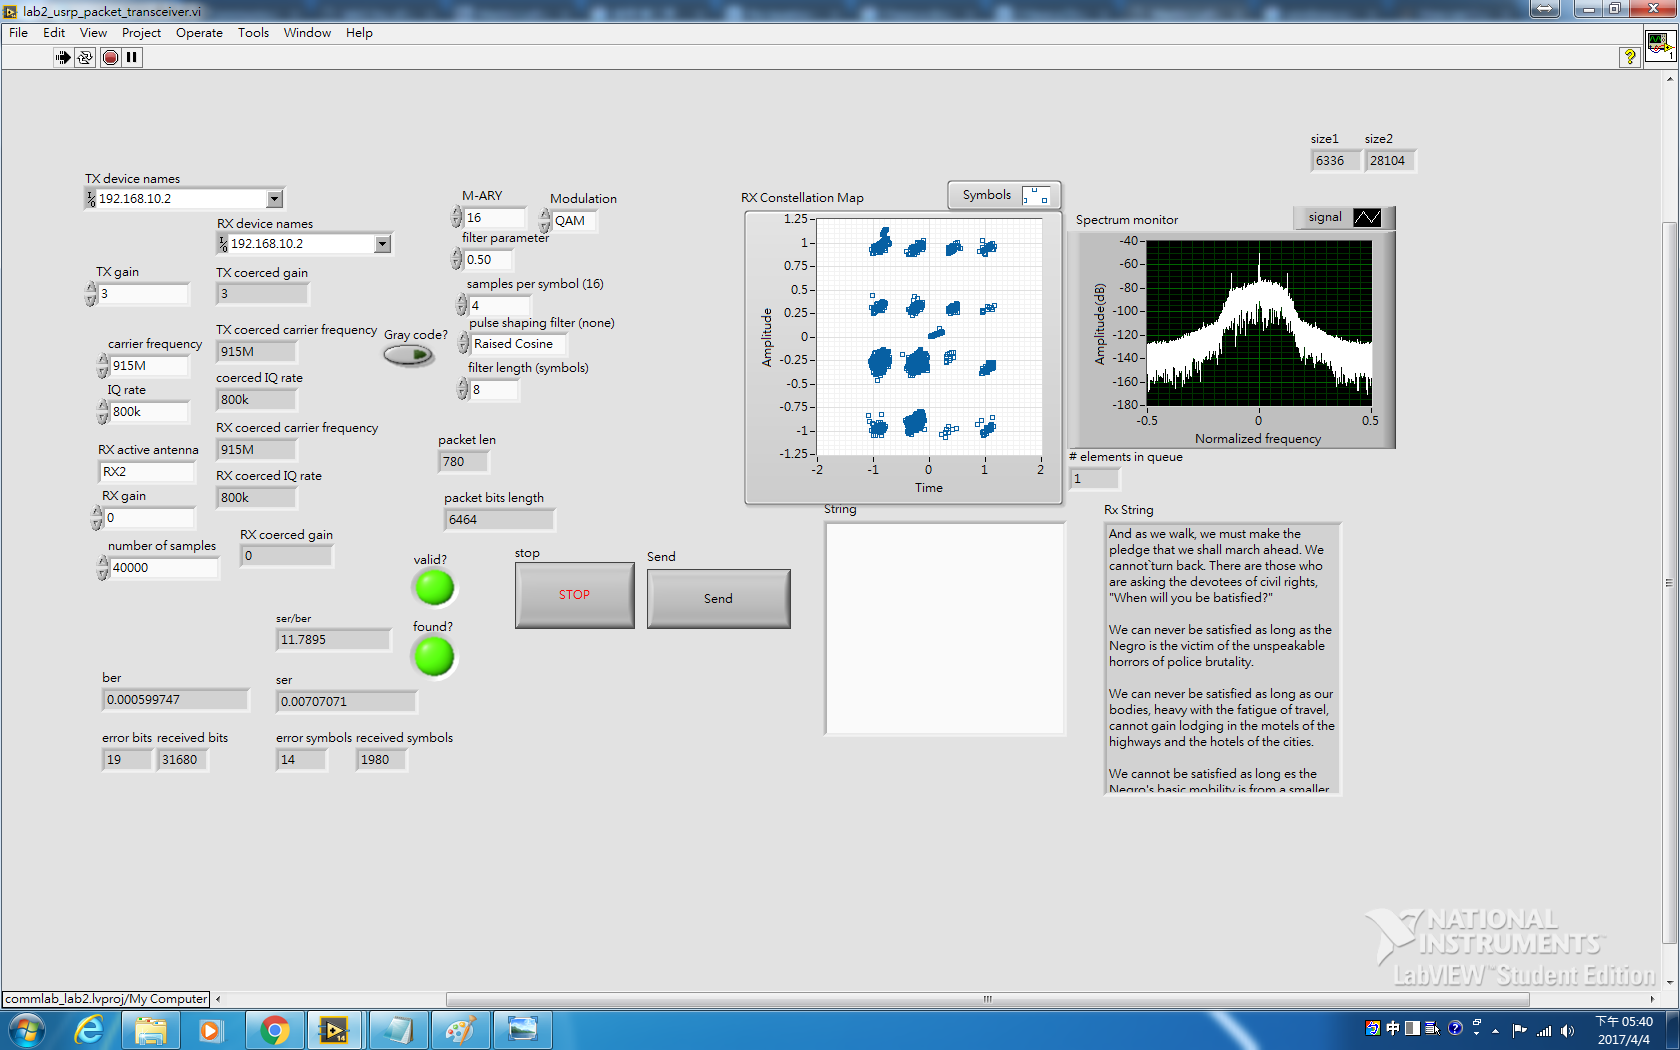 lab2_usrp_packet_transceiver.vi
File Edit View Project Operate Tools Window Help
size1 size2
6336 28104
TX device names
192.168.10.2
RX device names
192.168.10.2
TX gain
3
TX coerced gain
3
carrier frequency
915M
TX coerced carrier frequency
915M
IQ rate
800k
coerced IQ rate
800k
RX active antenna
RX2
RX coerced carrier frequency
915M
RX gain
0
RX coerced IQ rate
800k
number of samples
40000
RX coerced gain
0
M-ARY
16
Modulation
QAM
filter parameter
0.50
samples per symbol (16)
4
Gray code?
pulse shaping filter (none)
Raised Cosine
filter length (symbols)
8
packet len
780
packet bits length
6464
valid?
found?
stop
STOP
Send
Send
ser/ber
11.7895
ber
0.000599747
ser
0.00707071
error bits received bits
19 31680
error symbols received symbols
14 1980
RX Constellation Map
Symbols
Amplitude
1.25
1
0.75
0.5
0.25
0
-0.25
-0.5
-0.75
-1
-1.25
-2 -1 0 1 2
Time
Spectrum monitor
signal
Amplitude(dB)
-40
-60
-80
-100
-120
-140
-160
-180
-0.5 0 0.5
Normalized frequency
# elements in queue
1
String
Rx String
And as we walk, we must make the
pledge that we shall march ahead. We
cannot`turn back. There are those who
are asking the devotees of civil rights,
"When will you be batisfied?"
We can never be satisfied as long as the
Negro is the victim of the unspeakable
horrors of police brutality.
We can never be satisfied as long as our
bodies, heavy with the fatigue of travel,
cannot gain lodging in the motels of the
highways and the hotels of the cities.
We cannot be satisfied as long es the
Negro's basic mobility is from a smaller
NATIONAL
INSTRUMENTS™
LabVIEW™ Student Edition
commlab_lab2.lvproj/My Computer
14
中
下午 05:40
2017/4/4